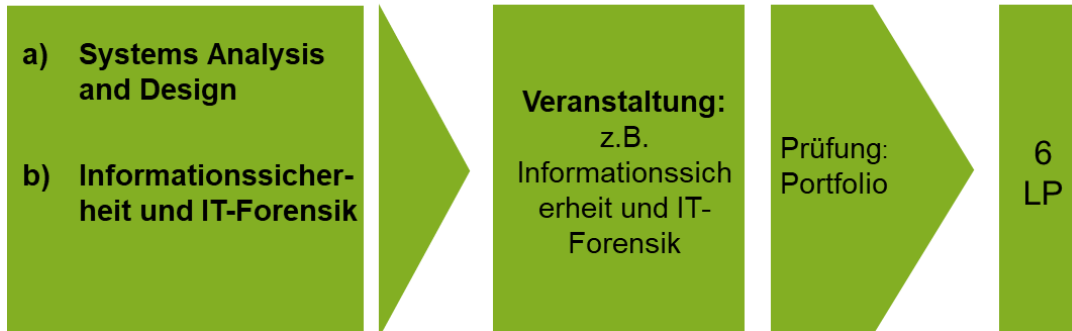 a) Systems Analysis
and Design
b) Informationssicher-
heit und IT-Forensik
Veranstaltung:
z.B.
Informationssich
erheit und IT-
Forensik
Prüfung:
Portfolio
6
LP